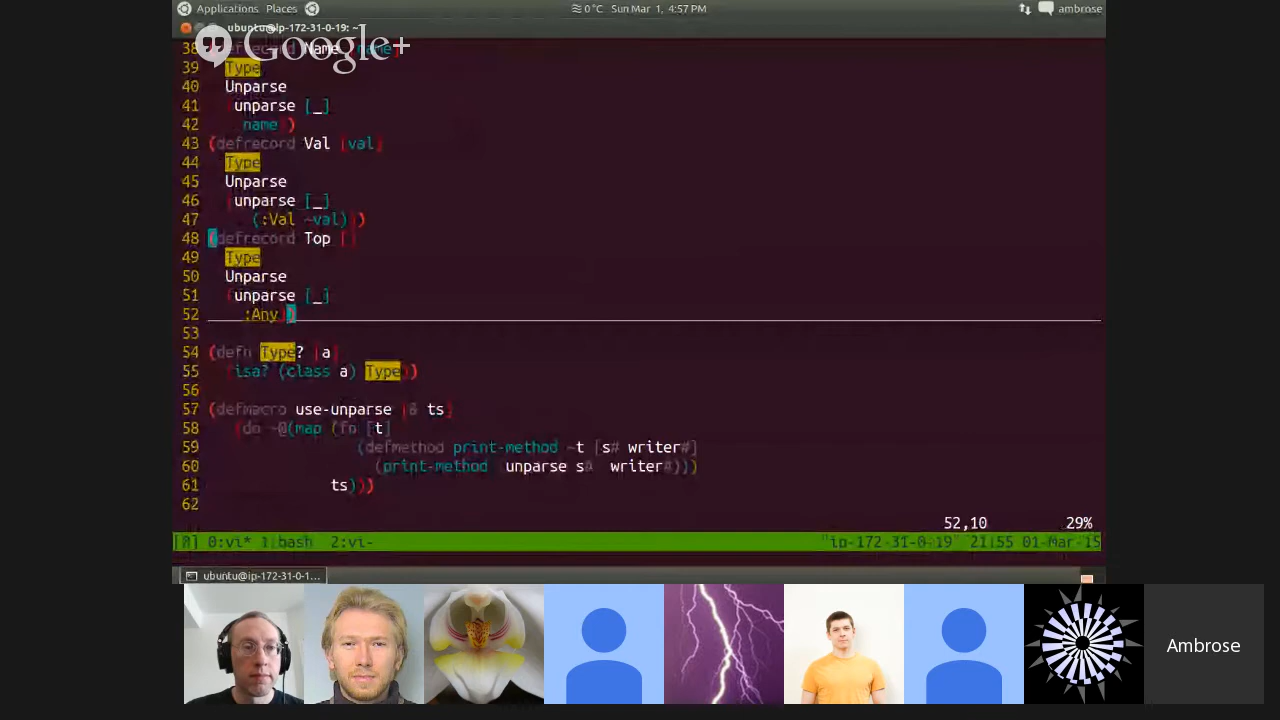 Applications Places 0°C Sun Mar 1, 4:57 PM ambrose
ubuntu@ip-172-31-0-19: ~
Google+
38 (defrecord Name [name]
39 Type
40 Unparse
41 (unparse [_]
42 name))
43 (defrecord Val [val]
44 Type
45 Unparse
46 (unparse [_]
47 (:Val ~val)))
48 (defrecord Top []
49 Type
50 Unparse
51 (unparse [_]
52 :Any))
53
54 (defn Type? [a]
55 (isa? (class a) Type))
56
57 (defmacro use-unparse [& ts]
58 (do ~@(map (fn [t]
59 (defmethod print-method ~t [s# writer#]
60 (print-method (unparse s#) writer#)))
61 ts)))
62
52,10 29%
[0] 0:vi* 1:bash 2:vi- "ip-172-31-0-19" 21:55 01-Mar-15
ubuntu@ip-172-31-0-1...
Ambrose